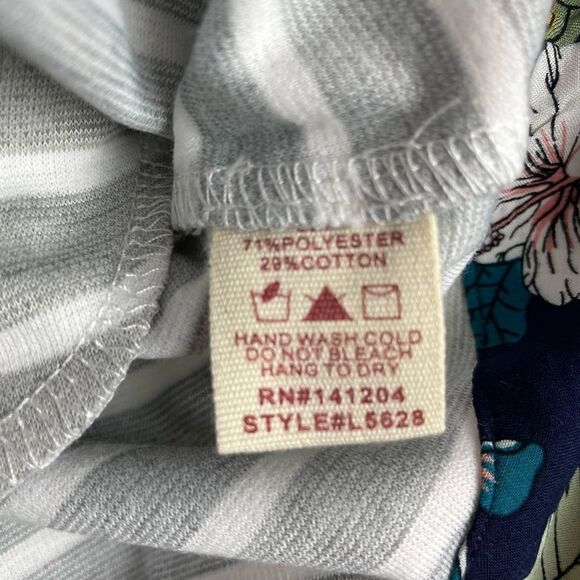 71%POLYESTER
29%COTTON
HAND WASH COLD
DO NOT BLEACH
HANG TO DRY
RN#141204
STYLE#L5628